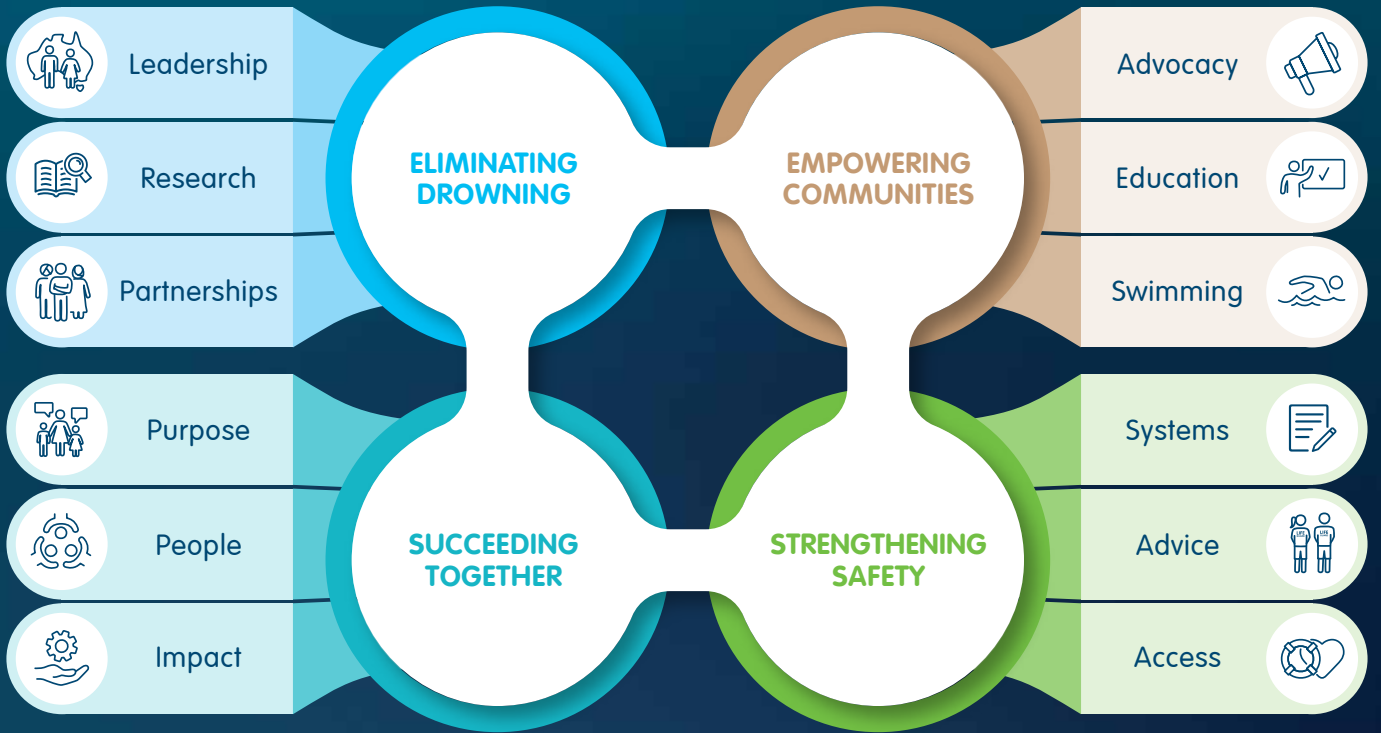 Leadership
Research
Partnerships
ELIMINATING
DROWNING
EMPOWERING
COMMUNITIES
Advocacy
Education
Swimming
Purpose
People
Impact
SUCCEEDING
TOGETHER
STRENGTHENING
SAFETY
Systems
Advice
Access